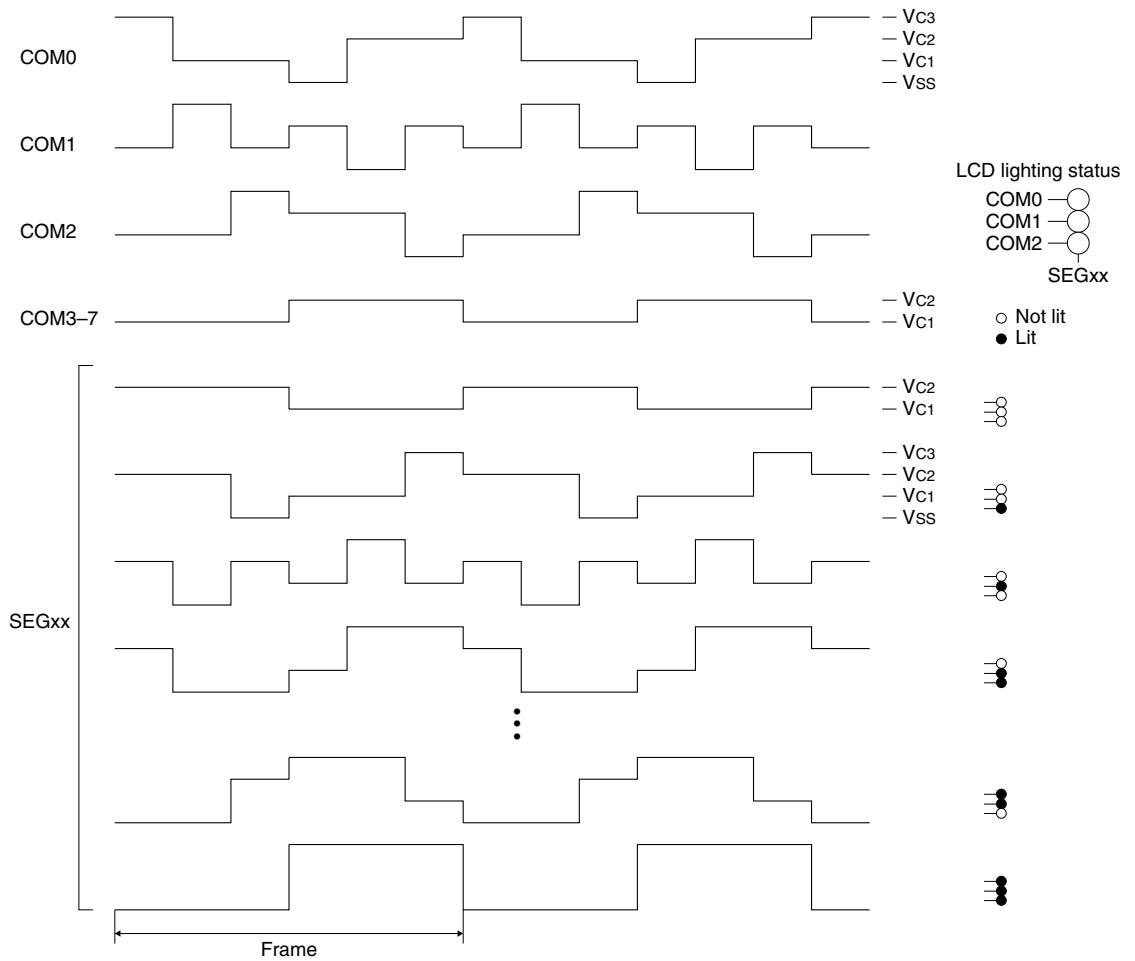 VC3
VC2
COM0
VC1
VSS
COM1
LCD lighting status
COM0
COM1
COM2
SEGxx
COM2
COM3–7
VC2
VC1
Not lit
Lit
VC2
VC1
VC3
VC2
VC1
VSS
SEGxx
Frame